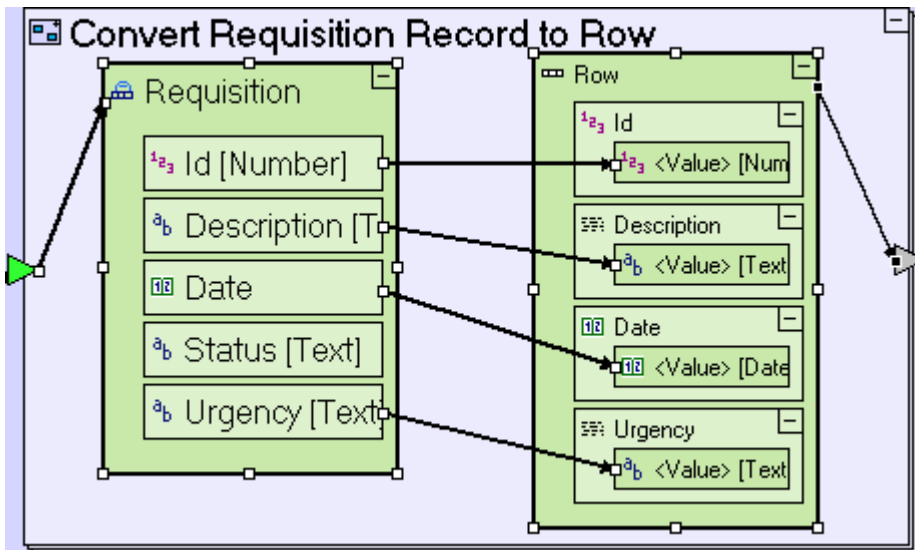 Convert Requisition Record to Row
Requisition
Id [Number]
Description [T
Date
Status [Text]
Urgency [Text]
Row
Id
<Value> [Num
Description
<Value> [Text
Date
<Value> [Date
Urgency
<Value> [Text